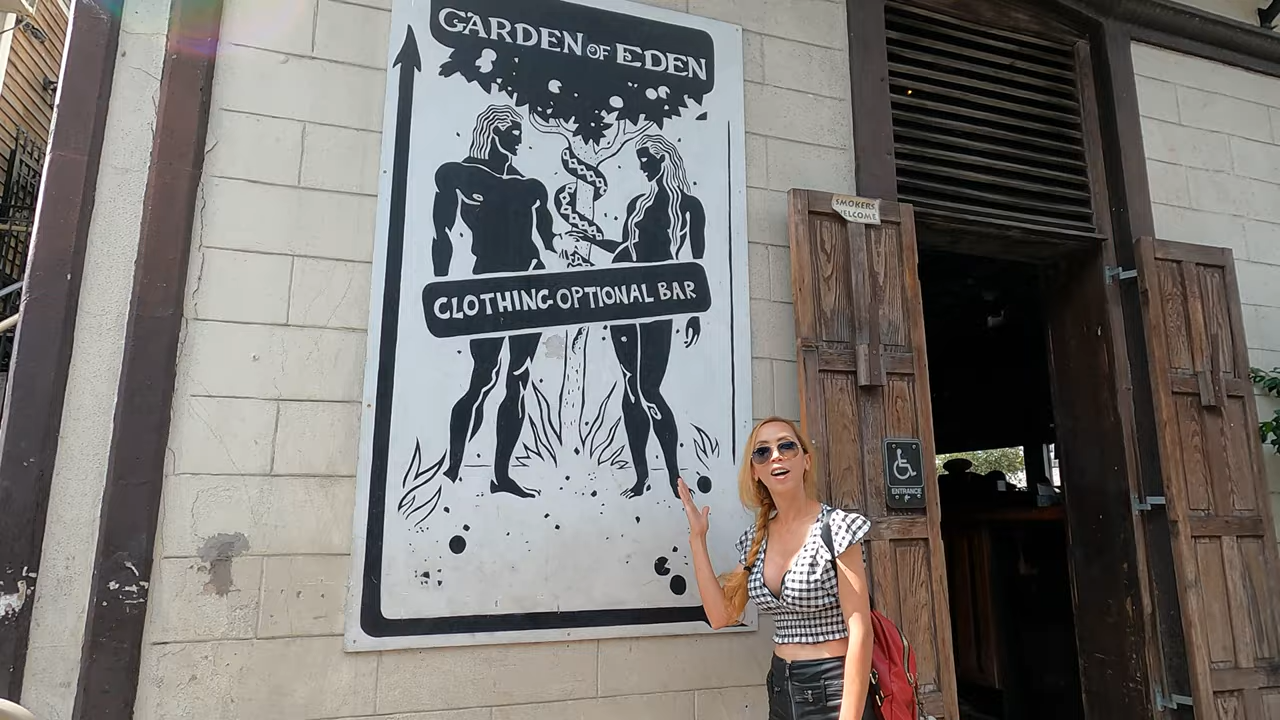 GARDEN OF EDEN
CLOTHING OPTIONAL BAR
SMOKERS
WELCOME
ENTRANCE